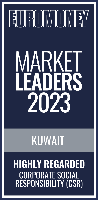 EUROMONEY
MARKET
LEADERS
2023
KUWAIT
HIGHLY REGARDED
CORPORATE SOCIAL
RESPONSIBILITY (CSR)